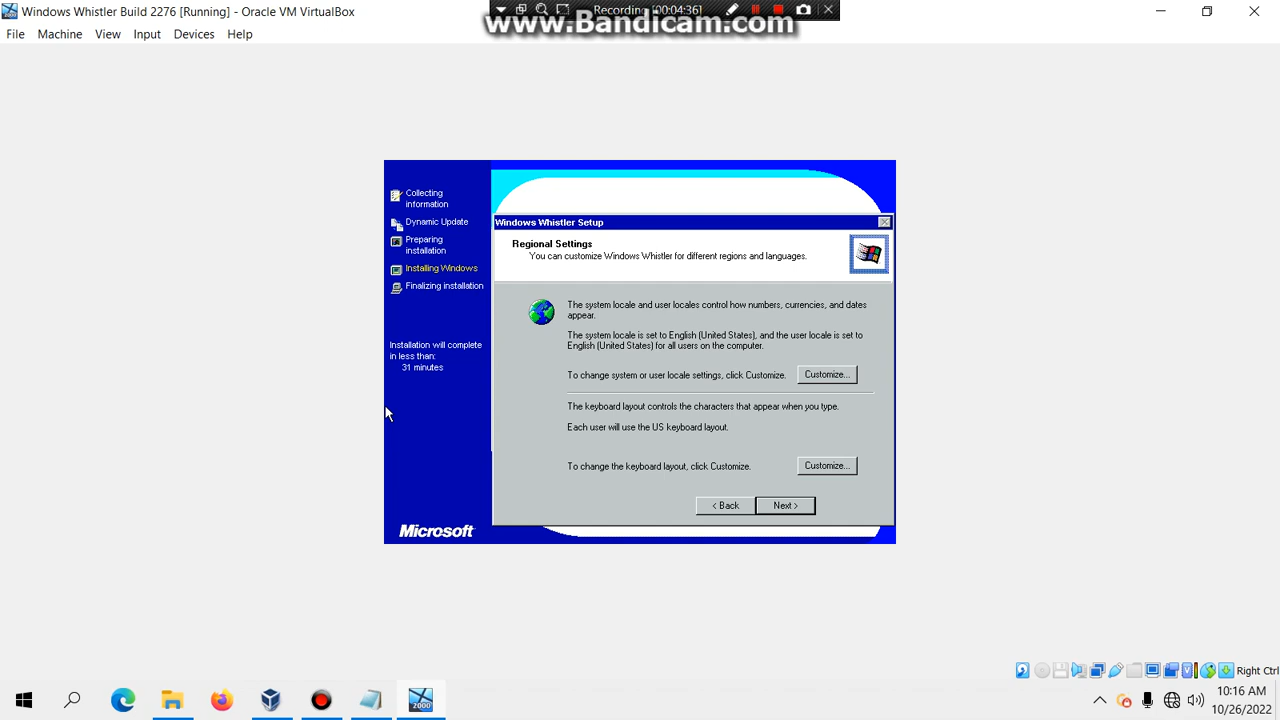 Windows Whistler Build 2276 [Running] - Oracle VM VirtualBox
Recording [00:04:36]
www.Bandicam.com
File Machine View Input Devices Help
Collecting
information
Dynamic Update
Preparing
installation
Installing Windows
Finalizing installation
Installation will complete
in less than:
31 minutes
Microsoft
Windows Whistler Setup
Regional Settings
You can customize Windows Whistler for different regions and languages.
The system locale and user locales control how numbers, currencies, and dates
appear.
The system locale is set to English (United States), and the user locale is set to
English (United States) for all users on the computer.
To change system or user locale settings, click Customize.
Customize...
The keyboard layout controls the characters that appear when you type.
Each user will use the US keyboard layout.
To change the keyboard layout, click Customize.
Customize...
< Back
Next >
Right Ctrl
2000
10:16 AM
10/26/2022